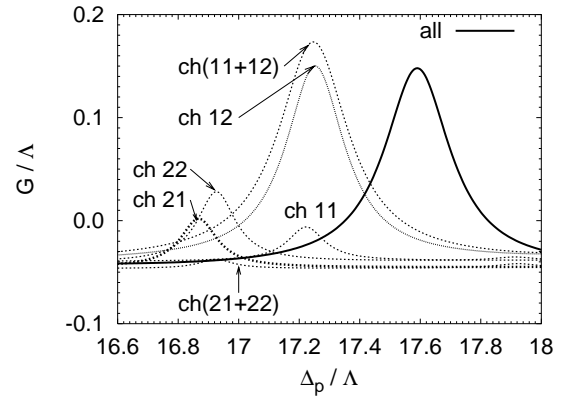 0.2
all
ch(11+12)
ch 12
0.1
G / Λ
ch 22
ch 21
ch 11
0.0
ch(21+22)
-0.1
16.6 16.8 17 17.2 17.4 17.6 17.8 18
Δp / Λ